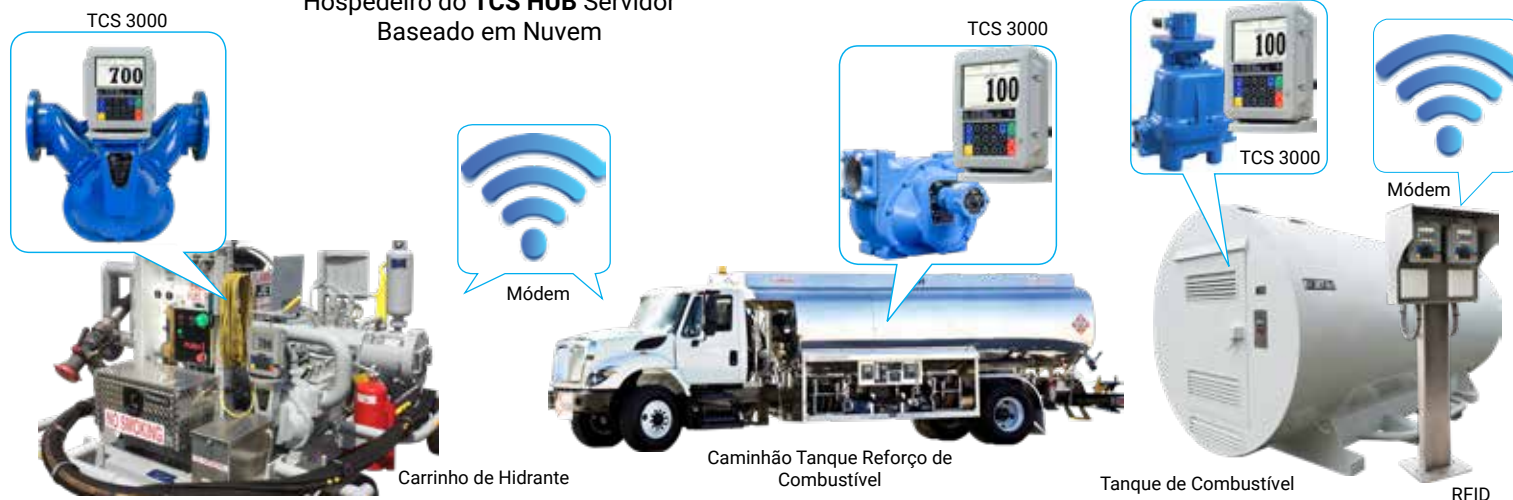 Hospedeiro do TCS HUB Servidor
Baseado em Nuvem
TCS 3000
700
TCS 3000
100
100
TCS 3000
Módem
Módem
NO SMOKING
Carrinho de Hidrante
Caminhão Tanque Reforço de
Combustível
Tanque de Combustível
RFID